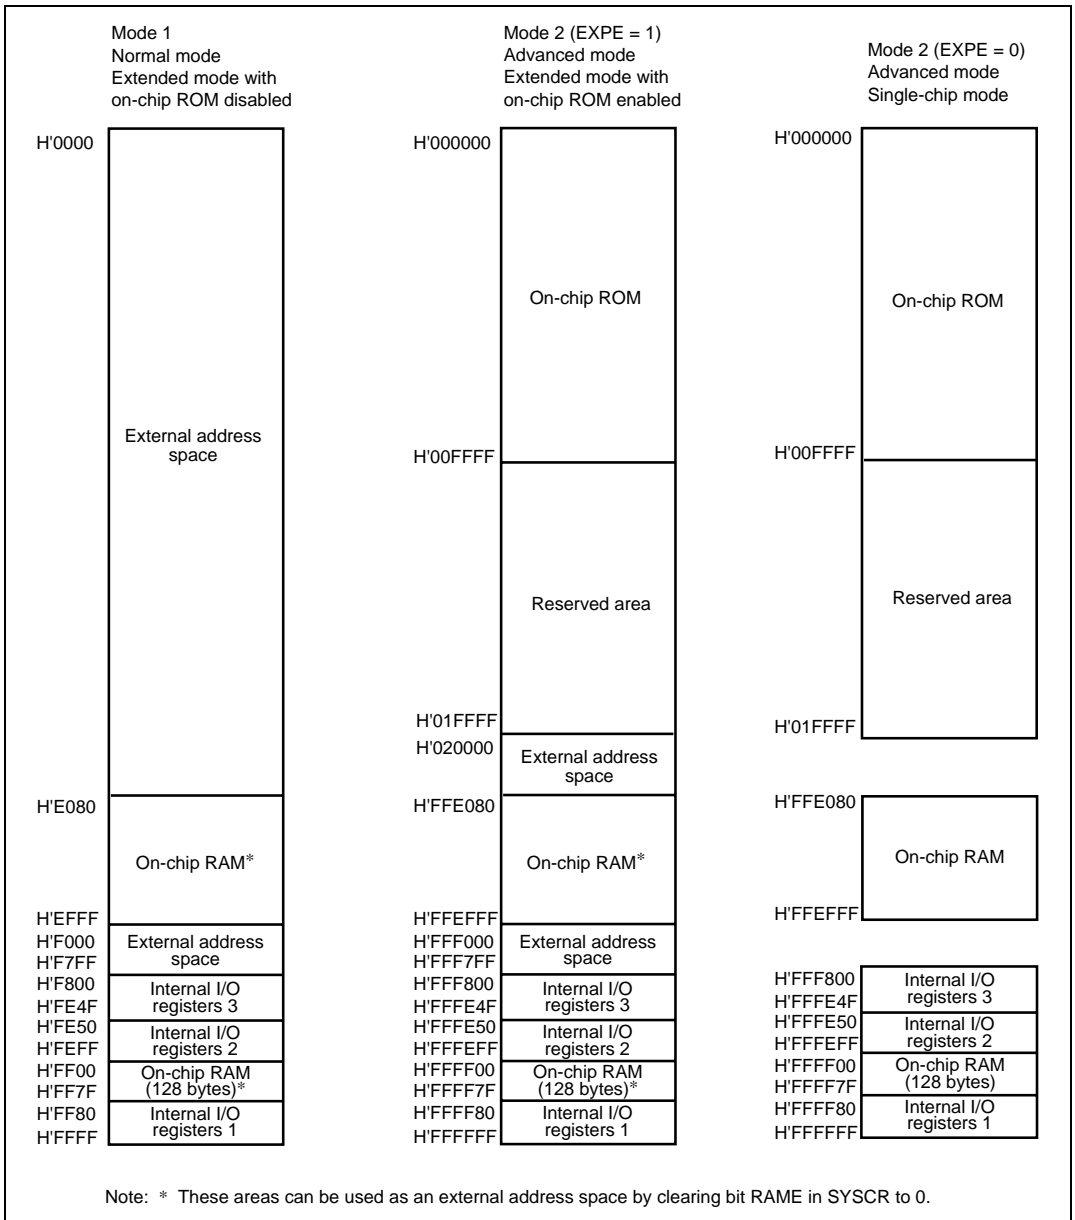 Mode 1
Normal mode
Extended mode with
on-chip ROM disabled
H'0000
External address
space
H'E080
On-chip RAM*
H'EFFF
H'F000
External address
space
H'F7FF
H'F800
Internal I/O
registers 3
H'FE4F
H'FE50
Internal I/O
registers 2
H'FEFF
H'FF00
On-chip RAM
(128 bytes)*
H'FF7F
H'FF80
Internal I/O
registers 1
H'FFFF
Mode 2 (EXPE = 1)
Advanced mode
Extended mode with
on-chip ROM enabled
H'000000
On-chip ROM
H'00FFFF
Reserved area
H'01FFFF
H'020000
External address
space
H'FFE080
On-chip RAM*
H'FFEFFF
H'FFF000
External address
space
H'FFF7FF
H'FFF800
Internal I/O
registers 3
H'FFFE4F
H'FFFE50
Internal I/O
registers 2
H'FFFEFF
H'FFFF00
On-chip RAM
(128 bytes)*
H'FFFF7F
H'FFFF80
Internal I/O
registers 1
H'FFFFFF
Mode 2 (EXPE = 0)
Advanced mode
Single-chip mode
H'000000
On-chip ROM
H'00FFFF
Reserved area
H'01FFFF
H'FFE080
On-chip RAM
H'FFEFFF
H'FFF800
Internal I/O
registers 3
H'FFFE4F
H'FFFE50
Internal I/O
registers 2
H'FFFEFF
H'FFFF00
On-chip RAM
(128 bytes)
H'FFFF7F
H'FFFF80
Internal I/O
registers 1
H'FFFFFF
Note: * These areas can be used as an external address space by clearing bit RAME in SYSCR to 0.